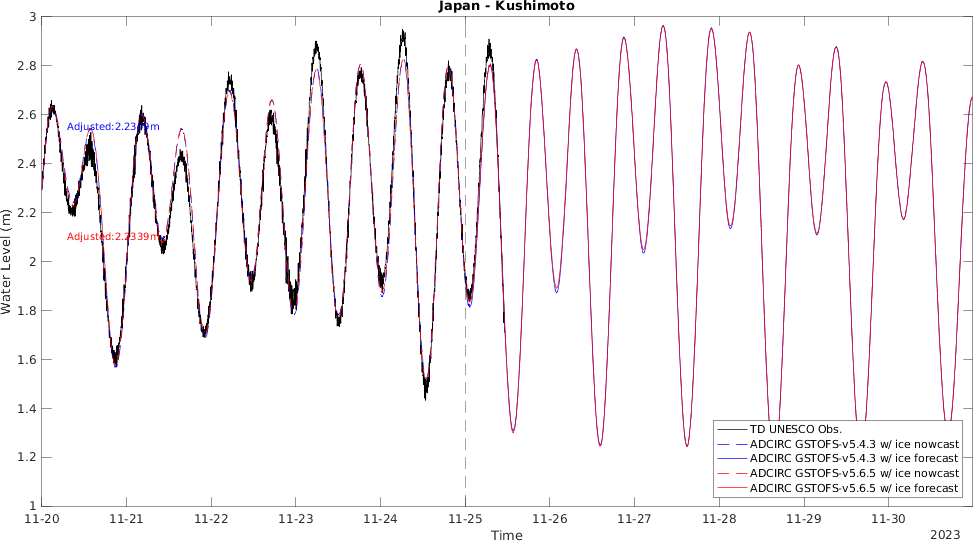 Japan - Kushimoto
3
2.8
2.6
2.4
2.2
2
1.8
1.6
1.4
1.2
1
Water Level (m)
Adjusted:2.2339m
TD UNESCO Obs.
ADCIRC GSTOFS-v5.4.3 w/ ice nowcast
ADCIRC GSTOFS-v5.4.3 w/ ice forecast
ADCIRC GSTOFS-v5.6.5 w/ ice nowcast
ADCIRC GSTOFS-v5.6.5 w/ ice forecast
11-20
11-21
11-22
11-23
11-24
11-25
11-26
11-27
11-28
11-29
11-30
Time
2023